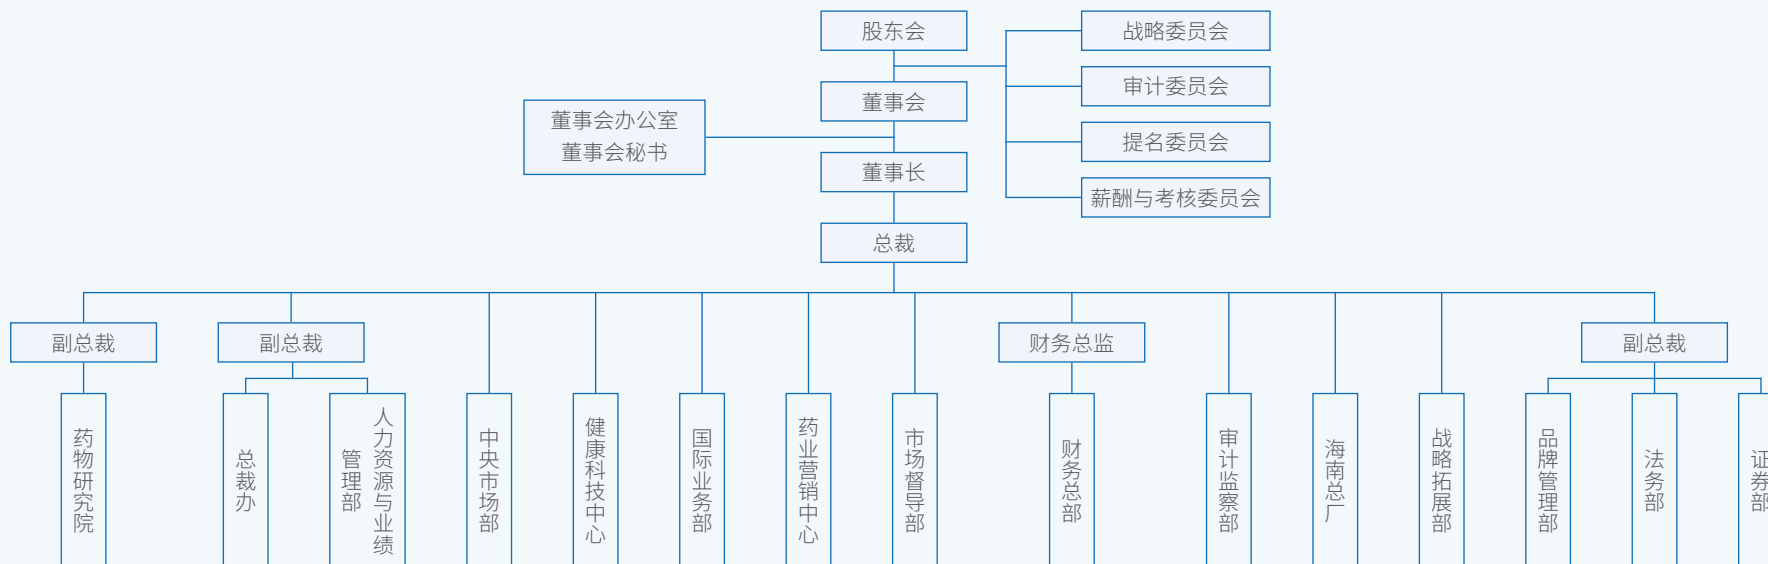 股东会
战略委员会
审计委员会
董事会
董事会办公室
董事会秘书
提名委员会
董事长
薪酬与考核委员会
总裁
副总裁
副总裁
财务总监
副总裁
药物研究院
总裁办
人力资源与业绩
管理部
中央市场部
健康科技中心
国际业务部
药业营销中心
市场督导部
财务总部
审计监察部
海南总厂
战略拓展部
品牌管理部
法务部
证券部